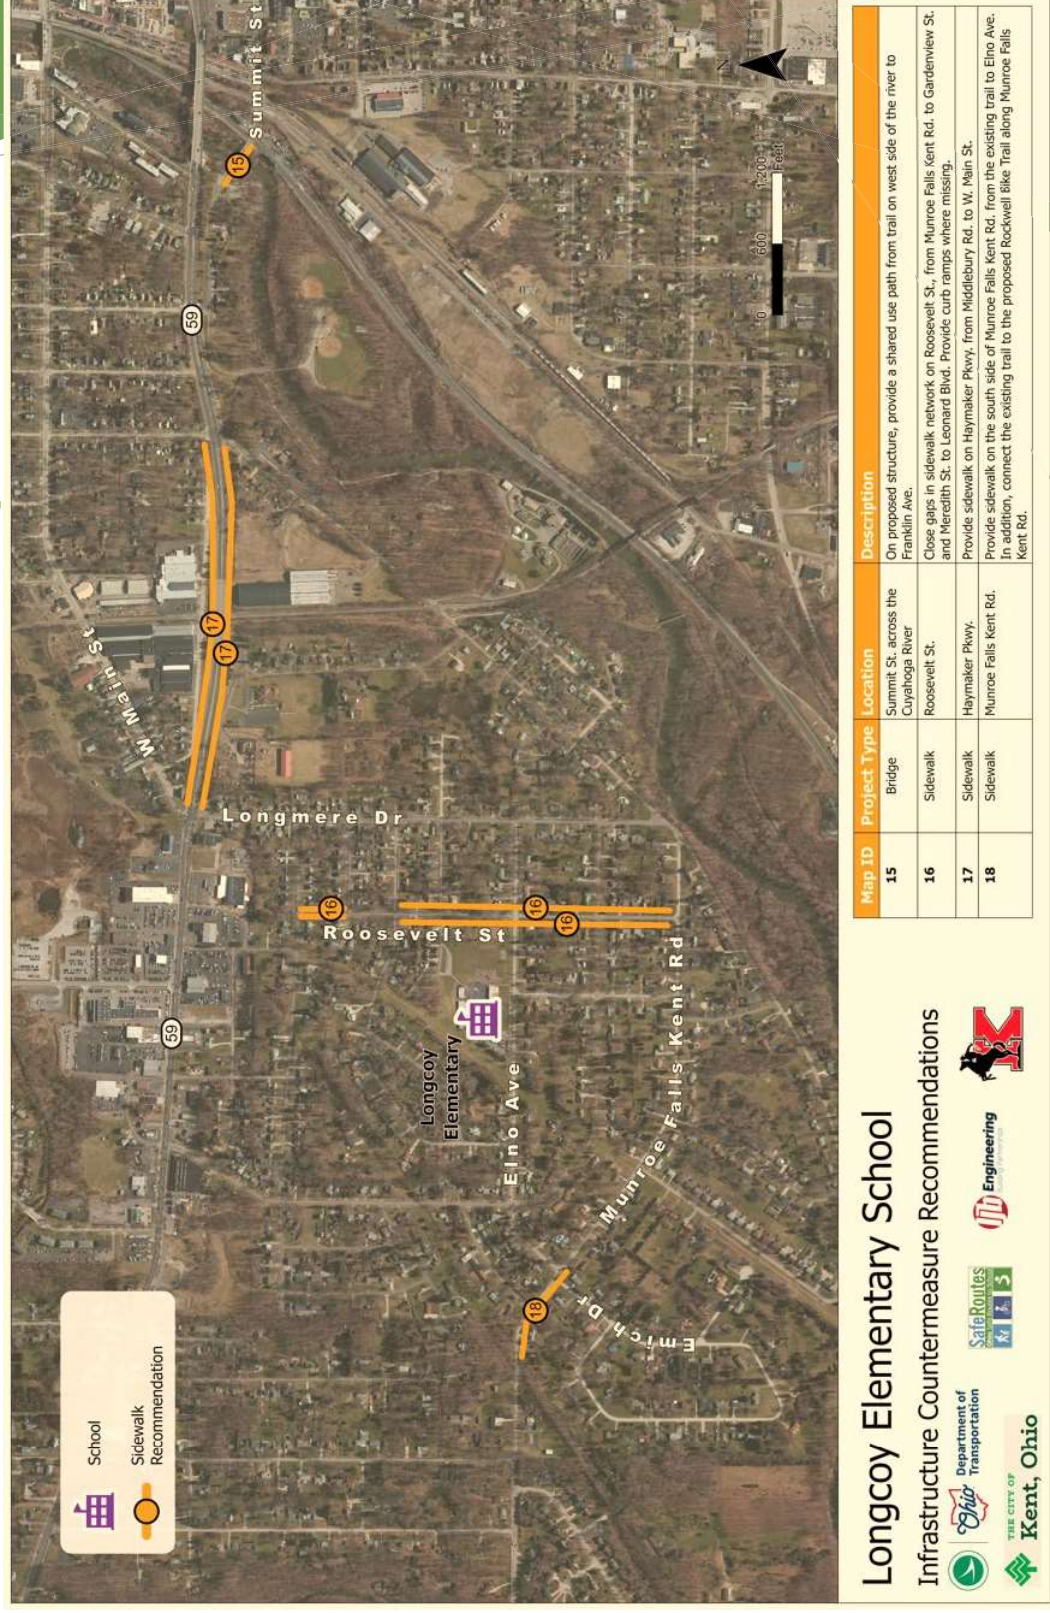 School
Sidewalk
Recommendation
59
59
W Main St
Summit St
15
17
17
Longmere Dr
16
16
16
Roosevelt St
Longcoy
Elementary
Elno Ave
Munroe Falls Kent Rd
18
Emich Dr
N
0 600 1,200
Feet
Longcoy Elementary School
Infrastructure Countermeasure Recommendations
Ohio Department of
Transportation
SafeRoutes
Engineering
K
THE CITY OF
Kent, Ohio
Map ID Project Type Location Description
15 Bridge Summit St. across the
Cuyahoga River
On proposed structure, provide a shared use path from trail on west side of the river to
Franklin Ave.
16 Sidewalk Roosevelt St. Close gaps in sidewalk network on Roosevelt St., from Munroe Falls Kent Rd. to Gardenview St.
and Meredith St. to Leonard Blvd. Provide curb ramps where missing.
17 Sidewalk Haymaker Pkwy. Provide sidewalk on Haymaker Pkwy, from Middlebury Rd. to W. Main St.
18 Sidewalk Munroe Falls Kent Rd. Provide sidewalk on the south side of Munroe Falls Kent Rd. from the existing trail to Elno Ave.
In addition, connect the existing trail to the proposed Rockwell Bike Trail along Munroe Falls
Kent Rd.